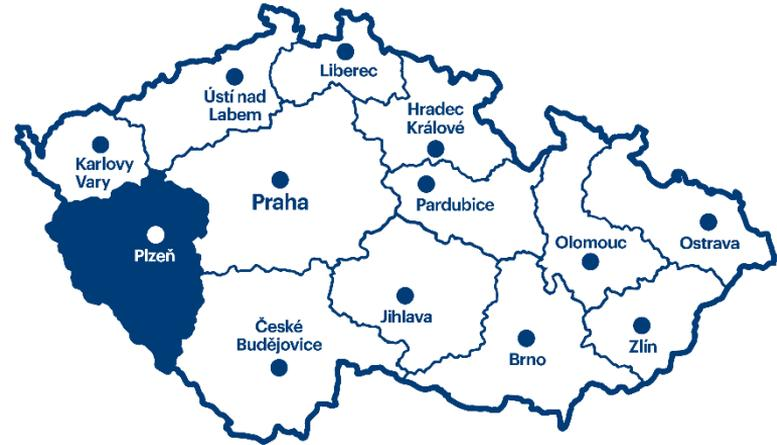 Liberec
Ústí nad
Labem
Hradec
Králové
Karlovy
Vary
Praha
Pardubice
Plzeň
Olomouc
Ostrava
Jihlava
České
Budějovice
Brno
Zlín